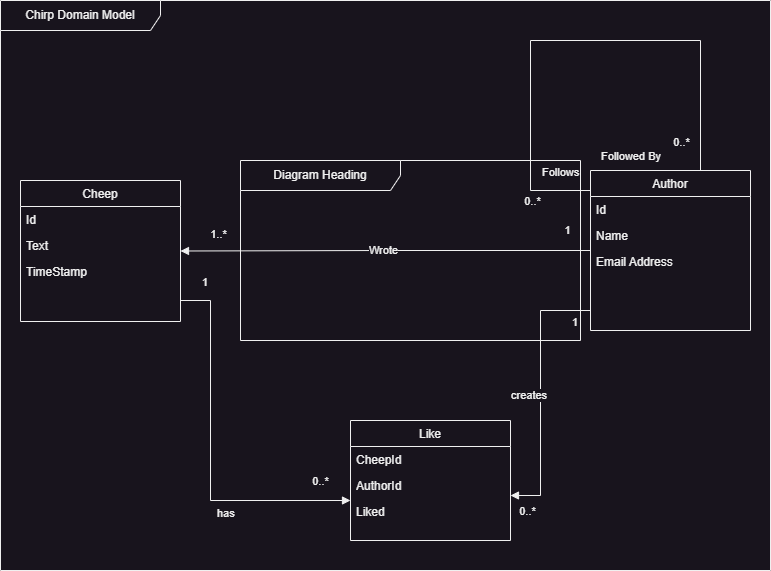 Chirp Domain Model
0..*
Followed By
Diagram Heading
Follows
Author
Cheep
0..*
Id
Id
1..*
1
Name
Text
Wrote
Email Address
TimeStamp
1
1
creates
Like
CheepId
0..*
AuthorId
has
Liked
0..*